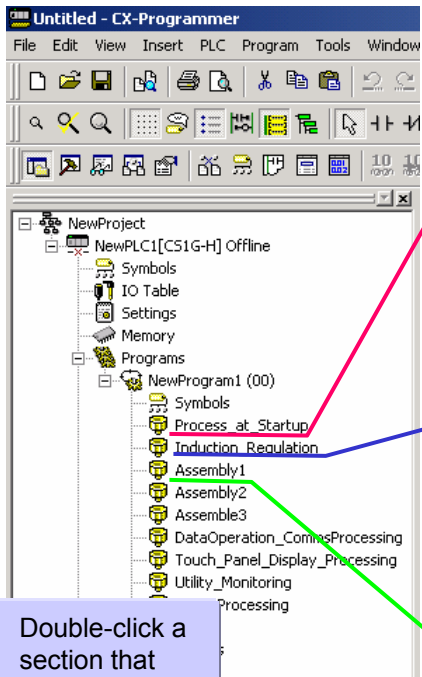 Untitled - CX-Programmer
File Edit View Insert PLC Program Tools Window
NewProject
NewPLC1[CS1G-H] Offline
Symbols
IO Table
Settings
Memory
Programs
NewProgram1 (00)
Symbols
Process_at_Startup
Induction_Regulation
Assembly1
Assembly2
Assemble3
DataOperation_CommsProcessing
Touch_Panel_Display_Processing
Utility_Monitoring
Processing
Double-click a
section that